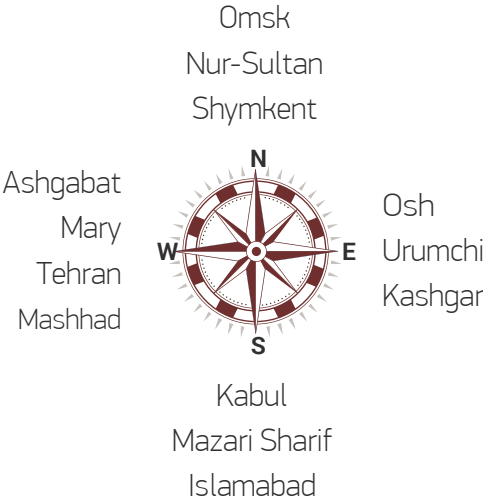 Omsk
Nur-Sultan
Shymkent
N
Ashgabat
Mary
Tehran
Mashhad
W
E
Osh
Urumchi
Kashgar
S
Kabul
Mazari Sharif
Islamabad